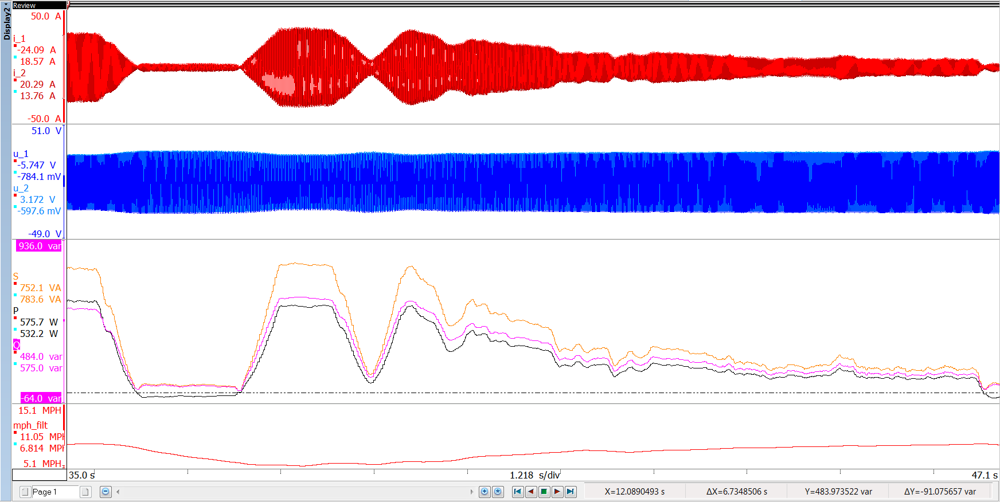 Display2
Review
50.0 A
i_1
-24.09 A
18.57 A
i_2
20.29 A
13.76 A
-50.0 A
51.0 V
u_1
-5.747 V
-784.1 mV
u_2
3.172 V
-597.6 mV
-49.0 V
936.0 var
S
752.1 VA
783.6 VA
P
575.7 W
532.2 W
Q
484.0 var
575.0 var
-64.0 var
15.1 MPH
mph_filt
11.05 MPH
6.814 MPH
5.1 MPH
35.0 s 1.218 s/div 47.1 s
Page 1 X=12.0890493 s ΔX=6.7348506 s Y=483.973522 var ΔY=-91.075657 var